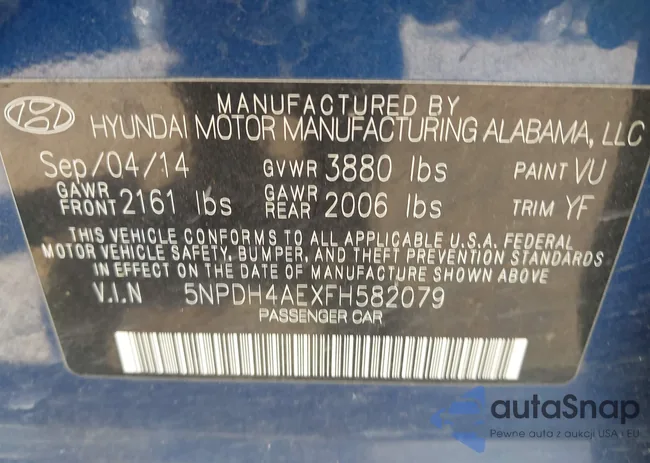 MANUFACTURED BY
HYUNDAI MOTOR MANUFACTURING ALABAMA, LLC
Sep/04/14 GVWR 3880 lbs PAINT VU
GAWR FRONT 2161 lbs GAWR REAR 2006 lbs TRIM YF
THIS VEHICLE CONFORMS TO ALL APPLICABLE U.S.A. FEDERAL
MOTOR VEHICLE SAFETY, BUMPER, AND THEFT PREVENTION STANDARDS
IN EFFECT ON THE DATE OF MANUFACTURE SHOWN ABOVE.
V.I.N 5NPDH4AEXFH582079
PASSENGER CAR
autaSnap
Pewne auta z aukcji USA i EU